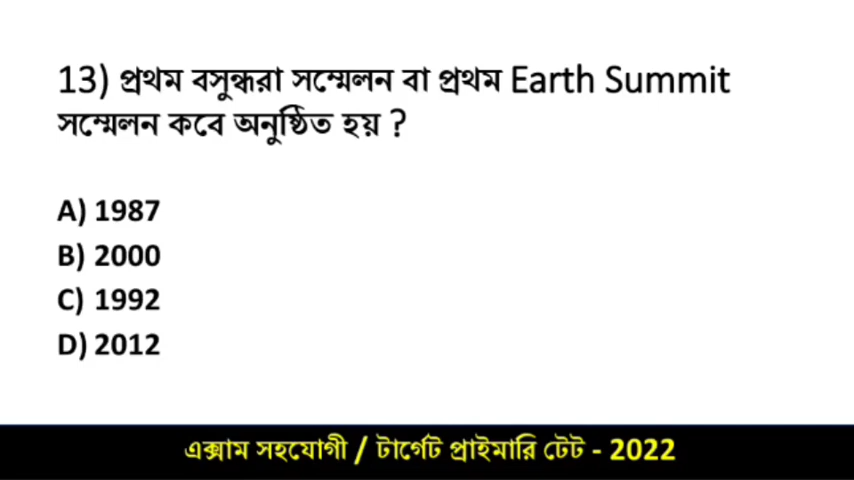 13) প্রথম বসুন্ধরা সম্মেলন বা প্রথম Earth Summit
সম্মেলন কবে অনুষ্ঠিত হয় ?
A) 1987
B) 2000
C) 1992
D) 2012
এক্সাম সহযোগী / টার্গেট প্রাইমারি টেট - 2022